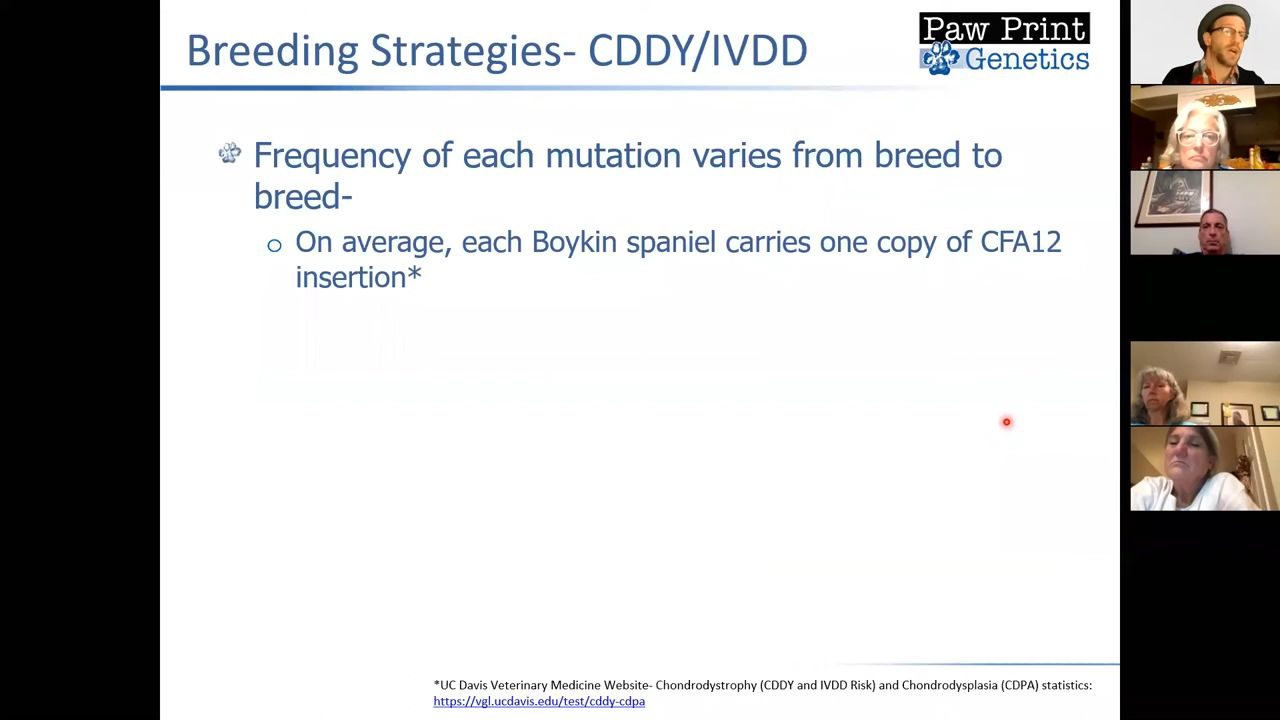 Breeding Strategies- CDDY/IVDD
Paw Print
Genetics
Frequency of each mutation varies from breed to
breed-
o On average, each Boykin spaniel carries one copy of CFA12
insertion*
*UC Davis Veterinary Medicine Website- Chondrodystrophy (CDDY and IVDD Risk) and Chondrodysplasia (CDPA) statistics:
https://vgl.ucdavis.edu/test/cddy-cdpa